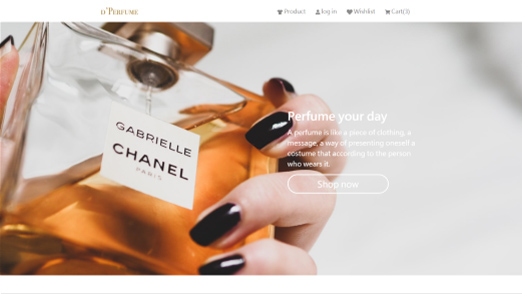 D'PERFUME
Product log in Wishlist Cart(3)
GABRIELLE
CHANEL
PARIS
Perfume your day
A perfume is like a piece of clothing, a
message, a way of presenting oneself a
costume that according to the person
who wears it.
Shop now